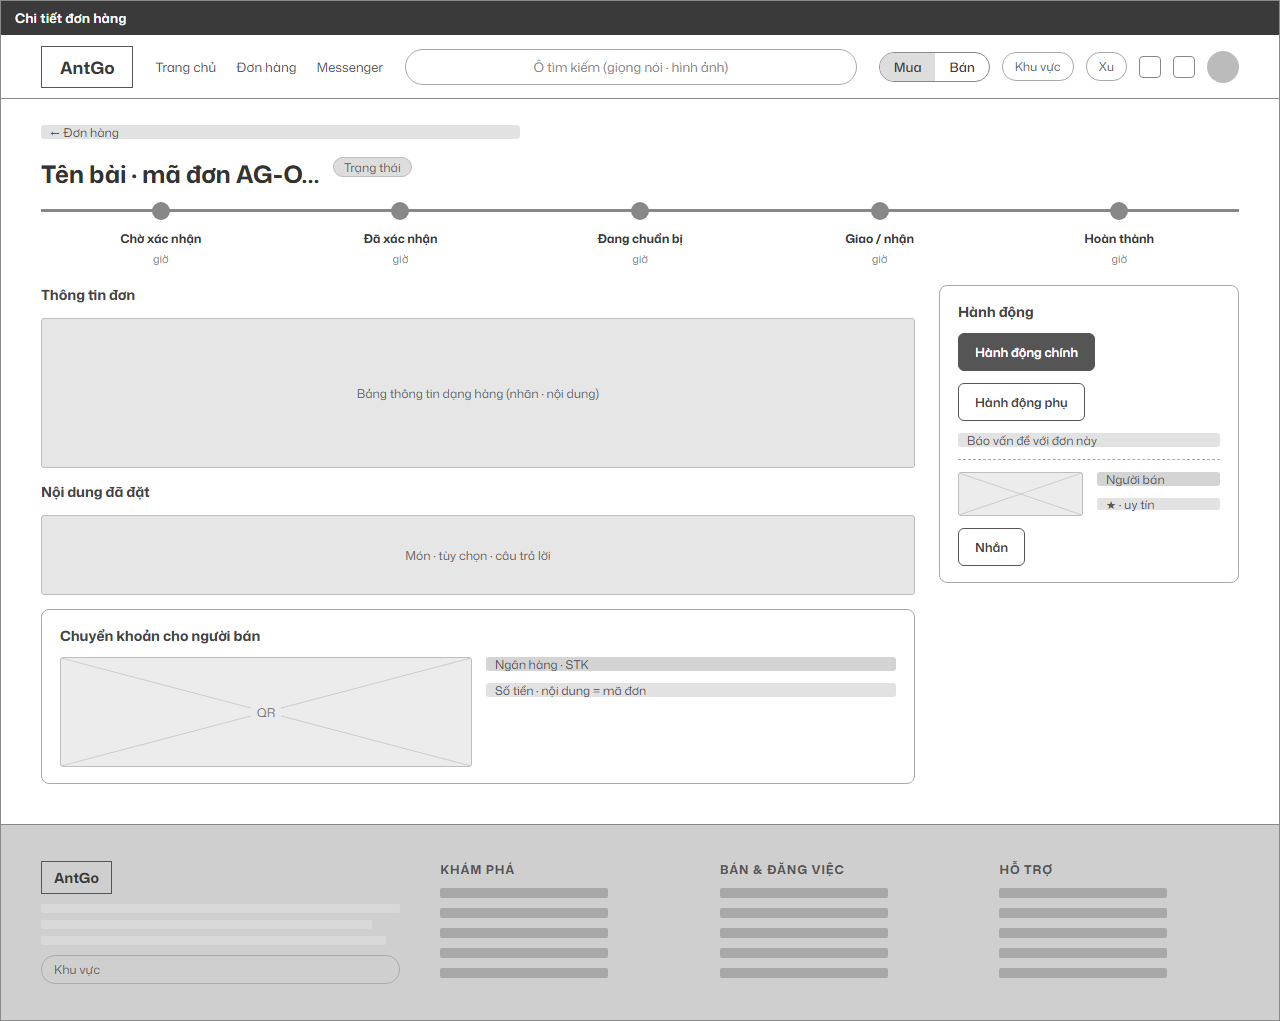 Chi tiết đơn hàng
AntGo
Trang chủ
Đơn hàng
Messenger
Ô tìm kiếm (giọng nói · hình ảnh)
Mua
Bán
Khu vực
Xu
← Đơn hàng
Tên bài · mã đơn AG-O...
Trạng thái
Chờ xác nhận
Đã xác nhận
Đang chuẩn bị
Giao / nhận
Hoàn thành
giờ
giờ
giờ
giờ
giờ
Thông tin đơn
Bảng thông tin dạng hàng (nhãn · nội dung)
Nội dung đã đặt
Món · tùy chọn · câu trả lời
Chuyển khoản cho người bán
QR
Ngân hàng · STK
Số tiền · nội dung = mã đơn
Hành động
Hành động chính
Hành động phụ
Báo vấn đề với đơn này
Người bán
★ · uy tín
Nhắn
AntGo
Khu vực
KHÁM PHÁ
BÁN & ĐĂNG VIỆC
HỖ TRỢ